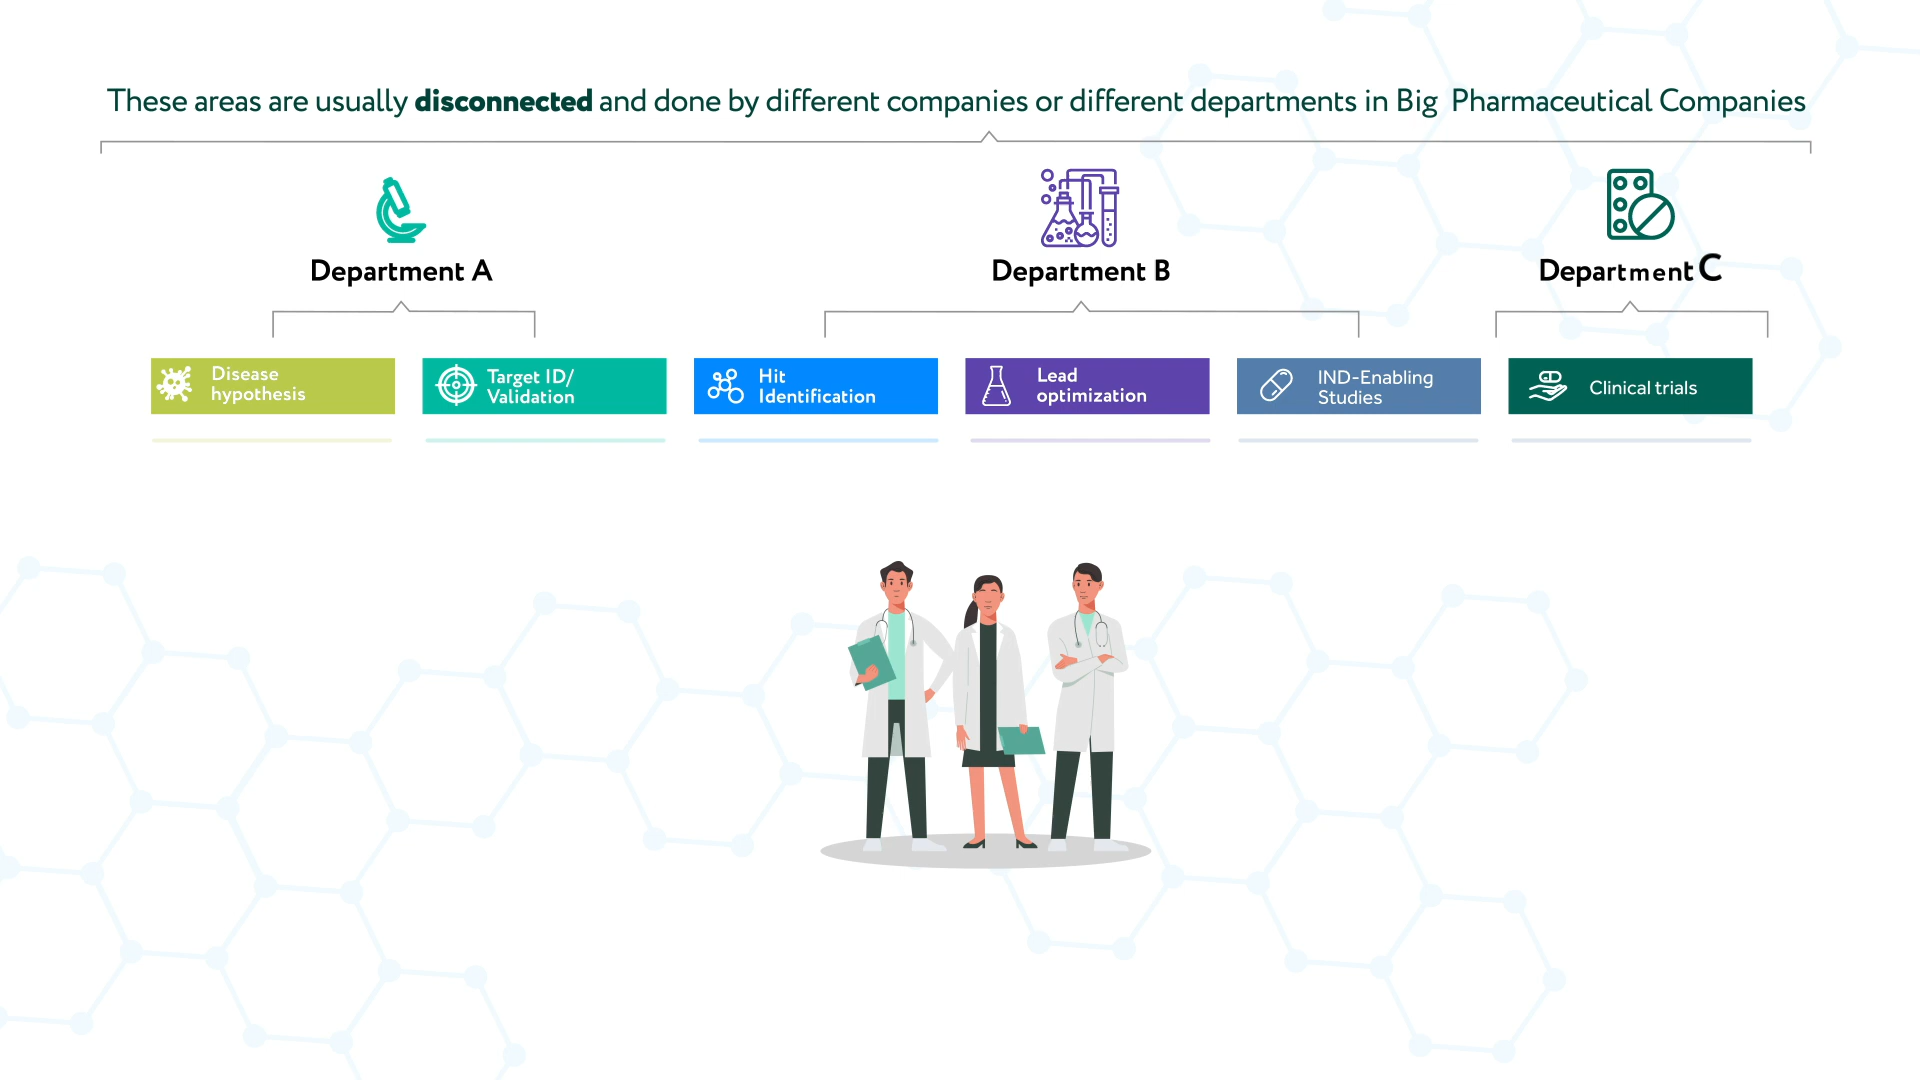 These areas are usually disconnected and done by different companies or different departments in Big Pharmaceutical Companies
Department A
Department B
Department C
Disease
hypothesis
Target ID/
Validation
Hit
Identification
Lead
optimization
IND-Enabling
Studies
Clinical trials